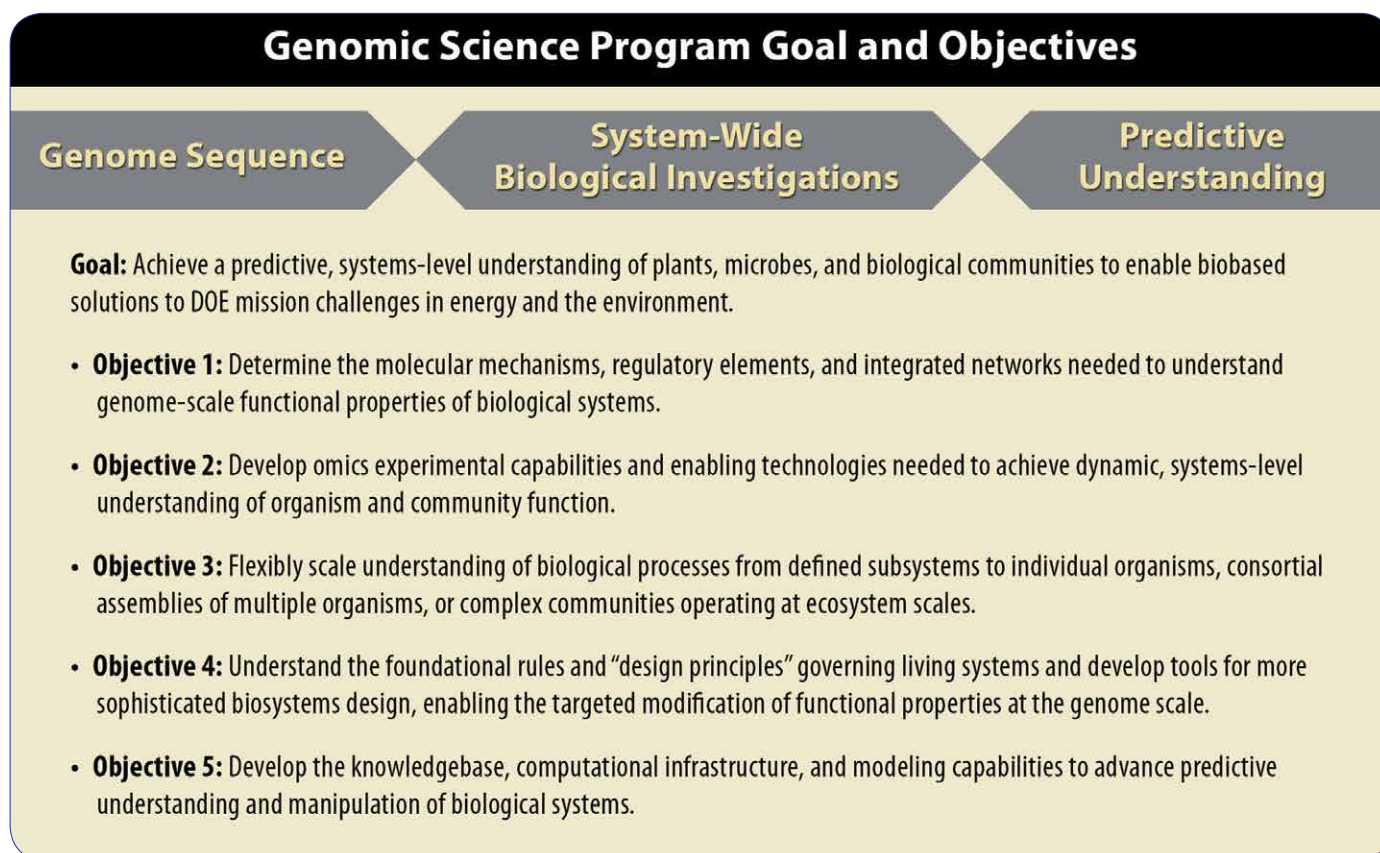 Genomic Science Program Goal and Objectives
Genome Sequence
System-Wide
Biological Investigations
Predictive
Understanding
Goal: Achieve a predictive, systems-level understanding of plants, microbes, and biological communities to enable biobased
solutions to DOE mission challenges in energy and the environment.
• Objective 1: Determine the molecular mechanisms, regulatory elements, and integrated networks needed to understand
genome-scale functional properties of biological systems.
• Objective 2: Develop omics experimental capabilities and enabling technologies needed to achieve dynamic, systems-level
understanding of organism and community function.
• Objective 3: Flexibly scale understanding of biological processes from defined subsystems to individual organisms, consortial
assemblies of multiple organisms, or complex communities operating at ecosystem scales.
• Objective 4: Understand the foundational rules and “design principles” governing living systems and develop tools for more
sophisticated biosystems design, enabling the targeted modification of functional properties at the genome scale.
• Objective 5: Develop the knowledgebase, computational infrastructure, and modeling capabilities to advance predictive
understanding and manipulation of biological systems.